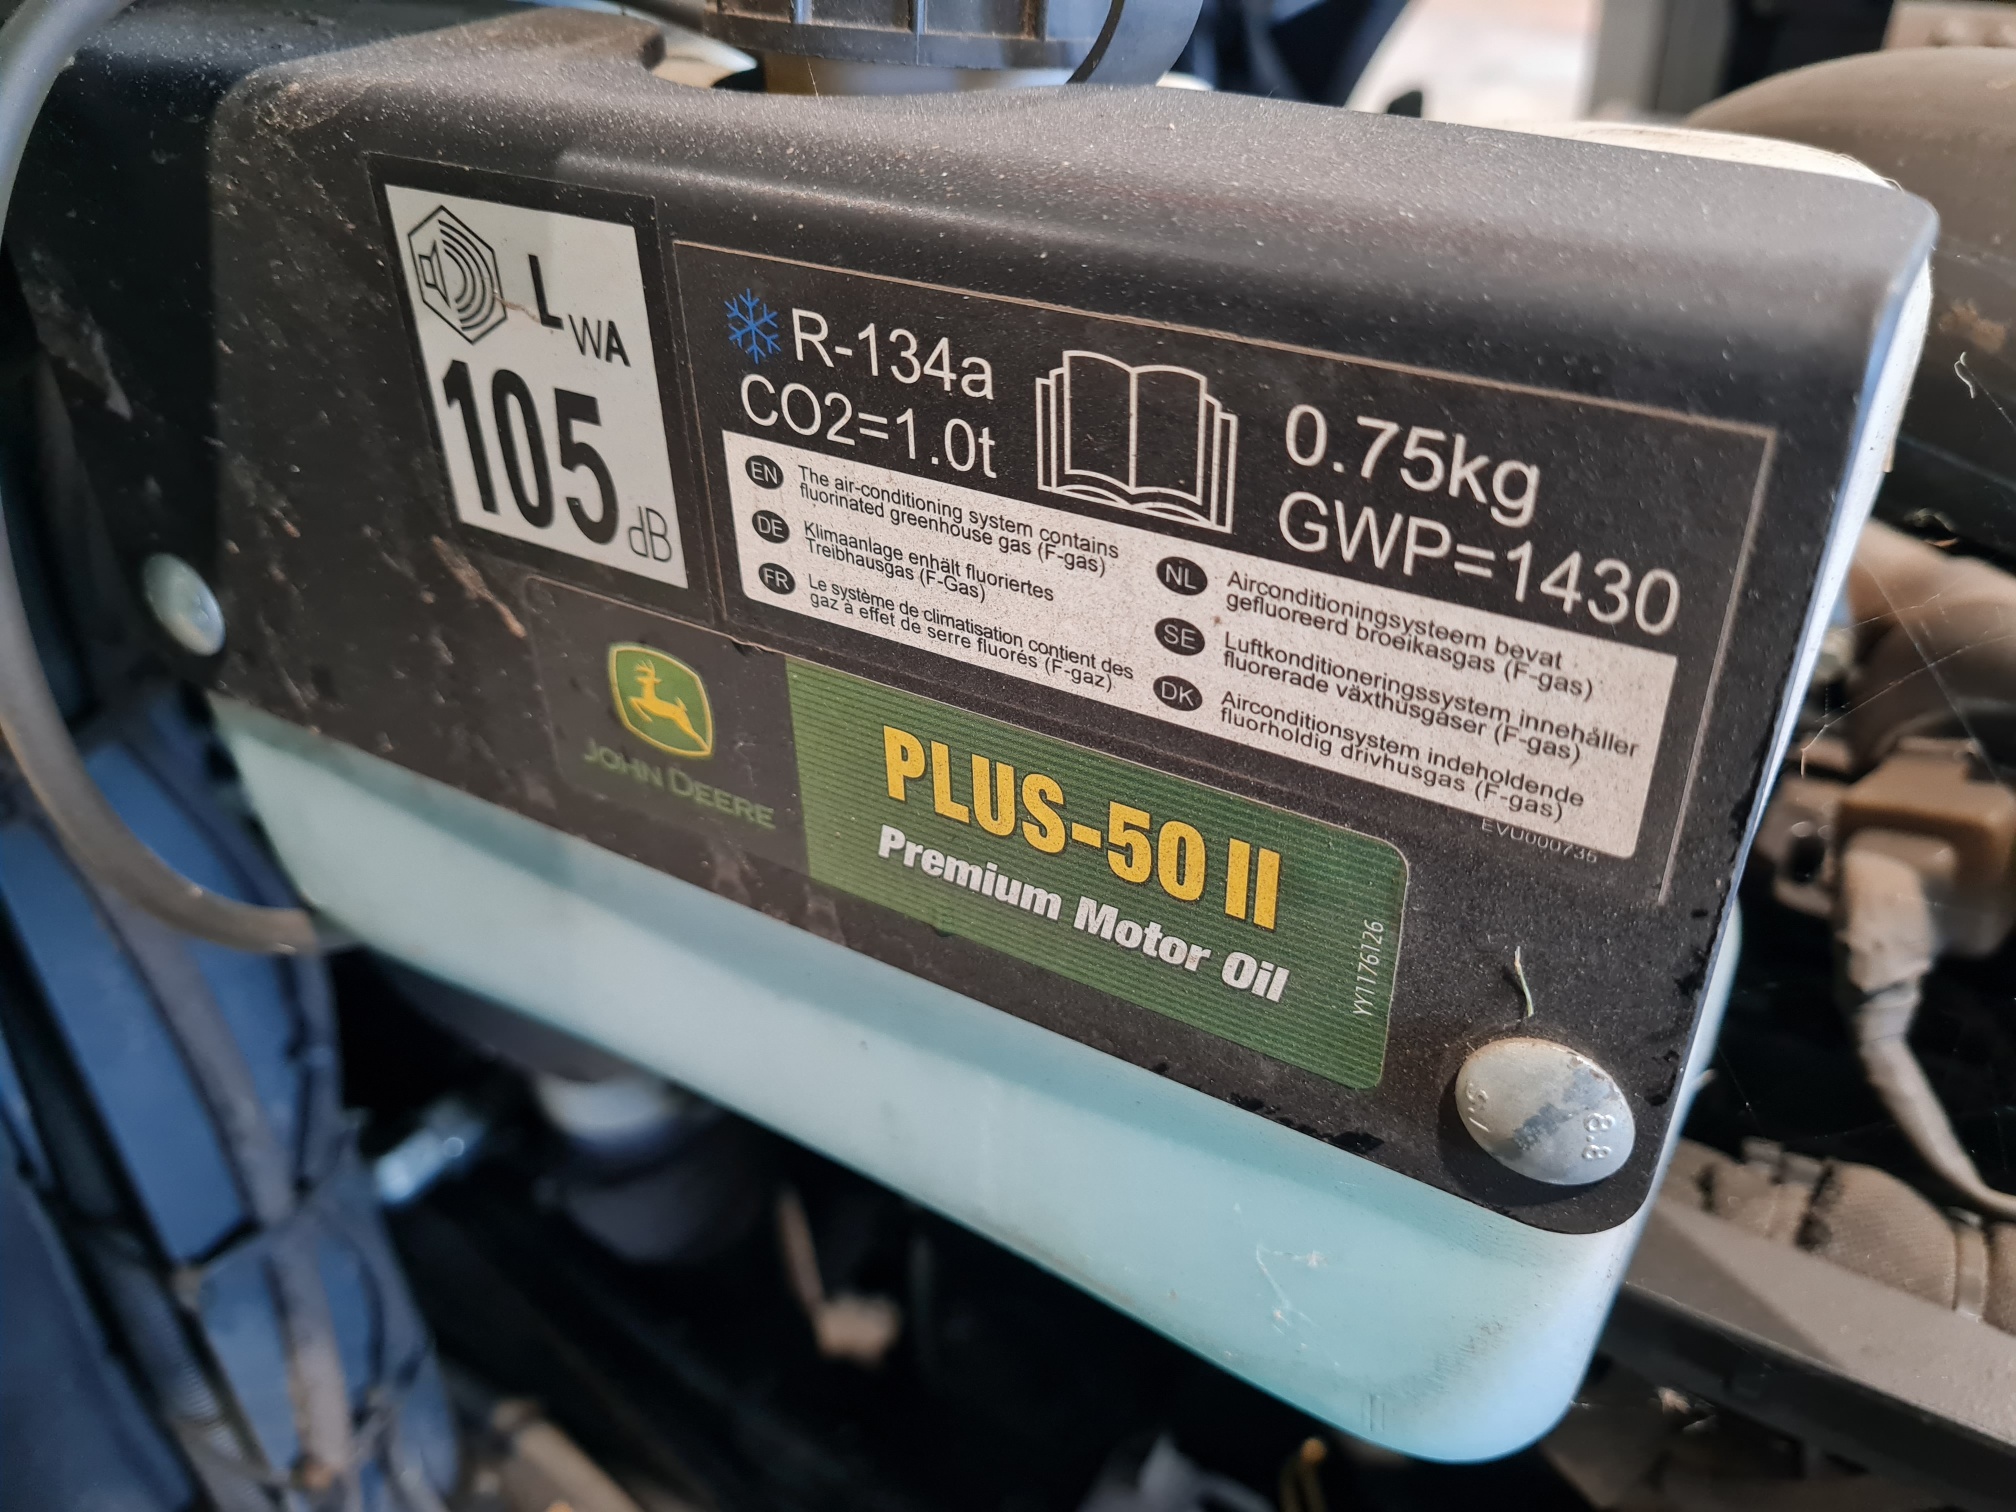 LWA
105 dB
R-134a
CO2=1.0t
0.75kg
GWP=1430
EN The air-conditioning system contains
fluorinated greenhouse gas (F-gas)
DE Klimaanlage enhält fluoriertes
Treibhausgas (F-Gas)
FR Le système de climatisation contient des
gaz à effet de serre fluorés (F-gaz)
NL Airconditioningsysteem bevat
gefluoreerd broeikasgas (F-gas)
SE Luftkonditioneringssystem innehåller
fluorerade växthusgaser (F-gas)
DK Airconditionsystem indeholdende
fluorholdig drivhusgas (F-gas)
EVU000735
JOHN DEERE
PLUS-50 II
Premium Motor Oil
YY1176126
8.8